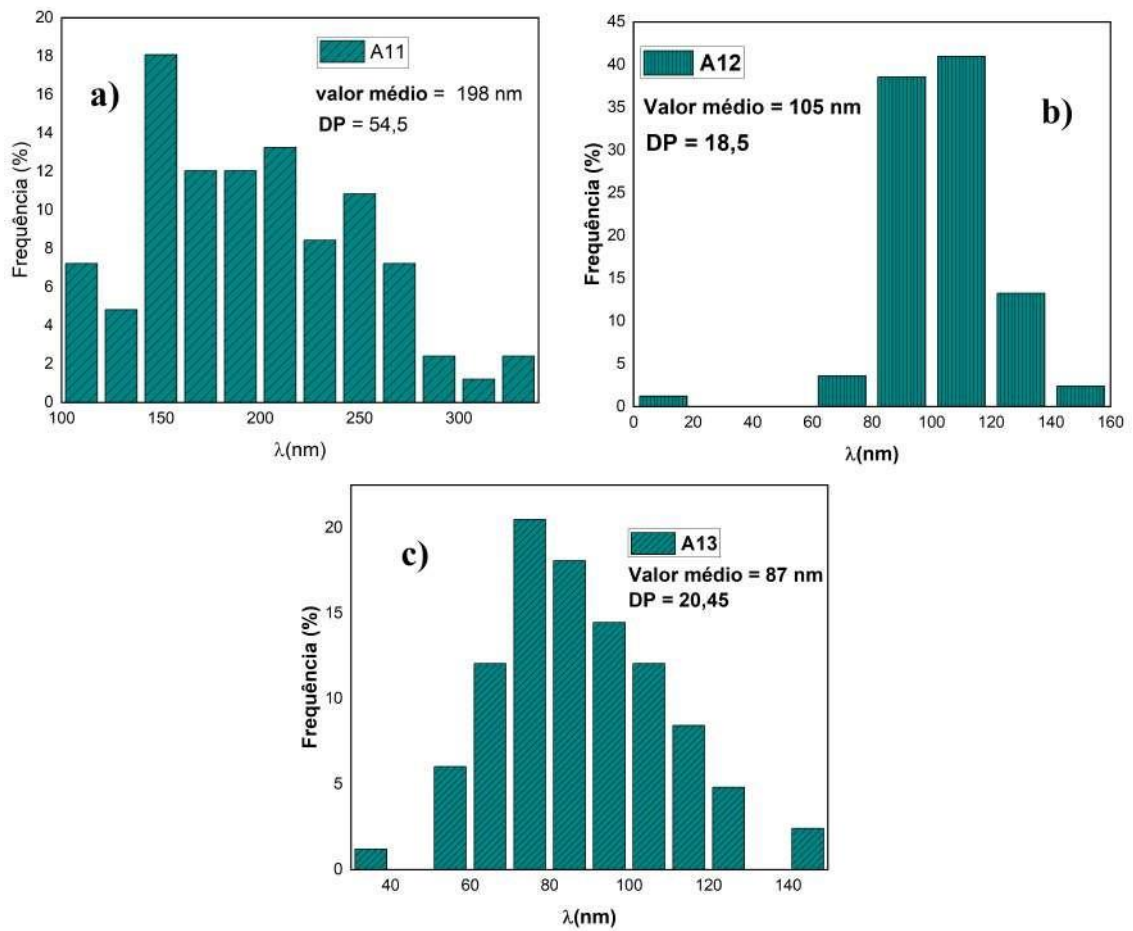 20
18
16
14
12
10
8
6
4
2
0
Frequência (%)
a)
A11
valor médio = 198 nm
DP = 54,5
100 150 200 250 300
λ(nm)
45
40
35
30
25
20
15
10
5
0
Frequência (%)
A12
Valor médio = 105 nm
DP = 18,5
b)
0 20 40 60 80 100 120 140 160
λ(nm)
20
15
10
5
0
Frequência (%)
c)
A13
Valor médio = 87 nm
DP = 20,45
40 60 80 100 120 140
λ(nm)